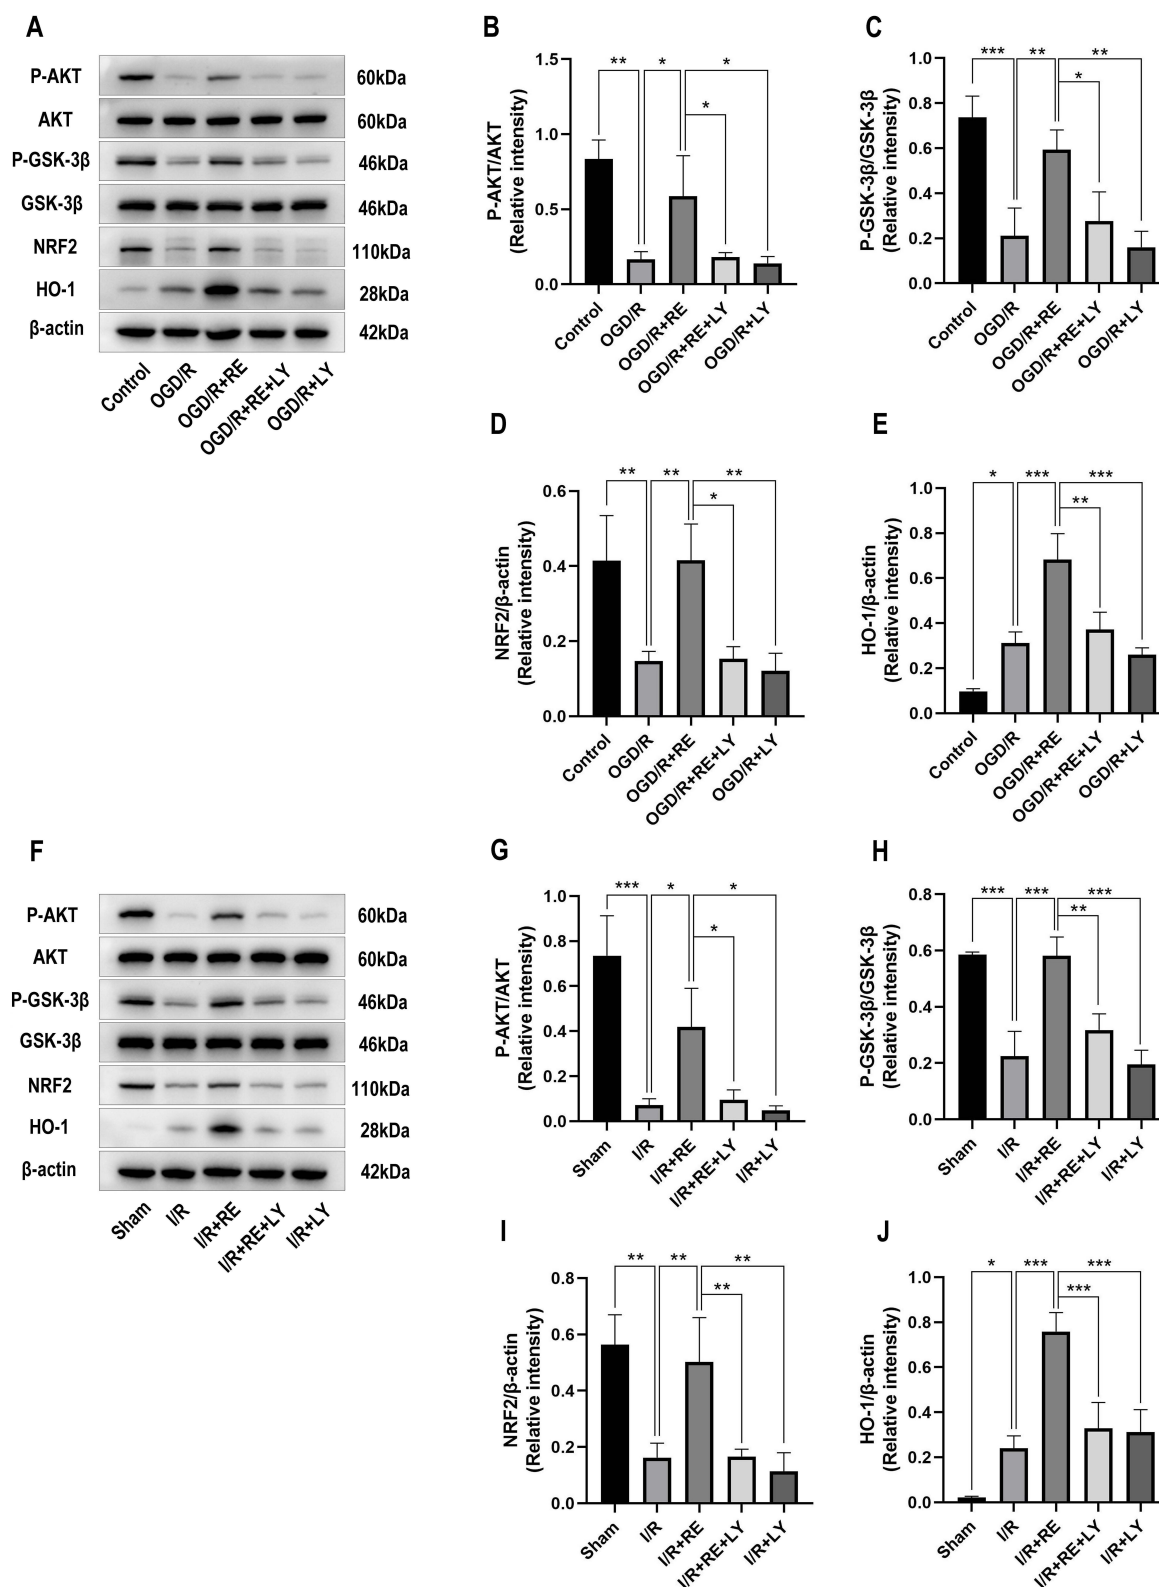 A
P-AKT 60kDa
AKT 60kDa
P-GSK-3β 46kDa
GSK-3β 46kDa
NRF2 110kDa
HO-1 28kDa
β-actin 42kDa
Control OGD/R OGD/R+RE OGD/R+RE+LY OGD/R+LY
B
P-AKT/AKT
(Relative intensity)
** * *
*
1.5
1.0
0.5
0.0
Control OGD/R OGD/R+RE OGD/R+RE+LY OGD/R+LY
C
P-GSK-3β/GSK-3β
(Relative intensity)
*** ** **
*
1.0
0.8
0.6
0.4
0.2
0.0
Control OGD/R OGD/R+RE OGD/R+RE+LY OGD/R+LY
D
NRF2/β-actin
(Relative intensity)
** ** **
*
0.6
0.4
0.2
0.0
Control OGD/R OGD/R+RE OGD/R+RE+LY OGD/R+LY
E
HO-1/β-actin
(Relative intensity)
* *** ***
**
1.0
0.8
0.6
0.4
0.2
0.0
Control OGD/R OGD/R+RE OGD/R+RE+LY OGD/R+LY
F
P-AKT 60kDa
AKT 60kDa
P-GSK-3β 46kDa
GSK-3β 46kDa
NRF2 110kDa
HO-1 28kDa
β-actin 42kDa
Sham I/R I/R+RE I/R+RE+LY I/R+LY
G
P-AKT/AKT
(Relative intensity)
*** * *
*
1.0
0.8
0.6
0.4
0.2
0.0
Sham I/R I/R+RE I/R+RE+LY I/R+LY
H
P-GSK-3β/GSK-3β
(Relative intensity)
*** *** ***
**
0.8
0.6
0.4
0.2
0.0
Sham I/R I/R+RE I/R+RE+LY I/R+LY
I
NRF2/β-actin
(Relative intensity)
** ** **
**
0.8
0.6
0.4
0.2
0.0
Sham I/R I/R+RE I/R+RE+LY I/R+LY
J
HO-1/β-actin
(Relative intensity)
* *** ***
***
1.0
0.8
0.6
0.4
0.2
0.0
Sham I/R I/R+RE I/R+RE+LY I/R+LY